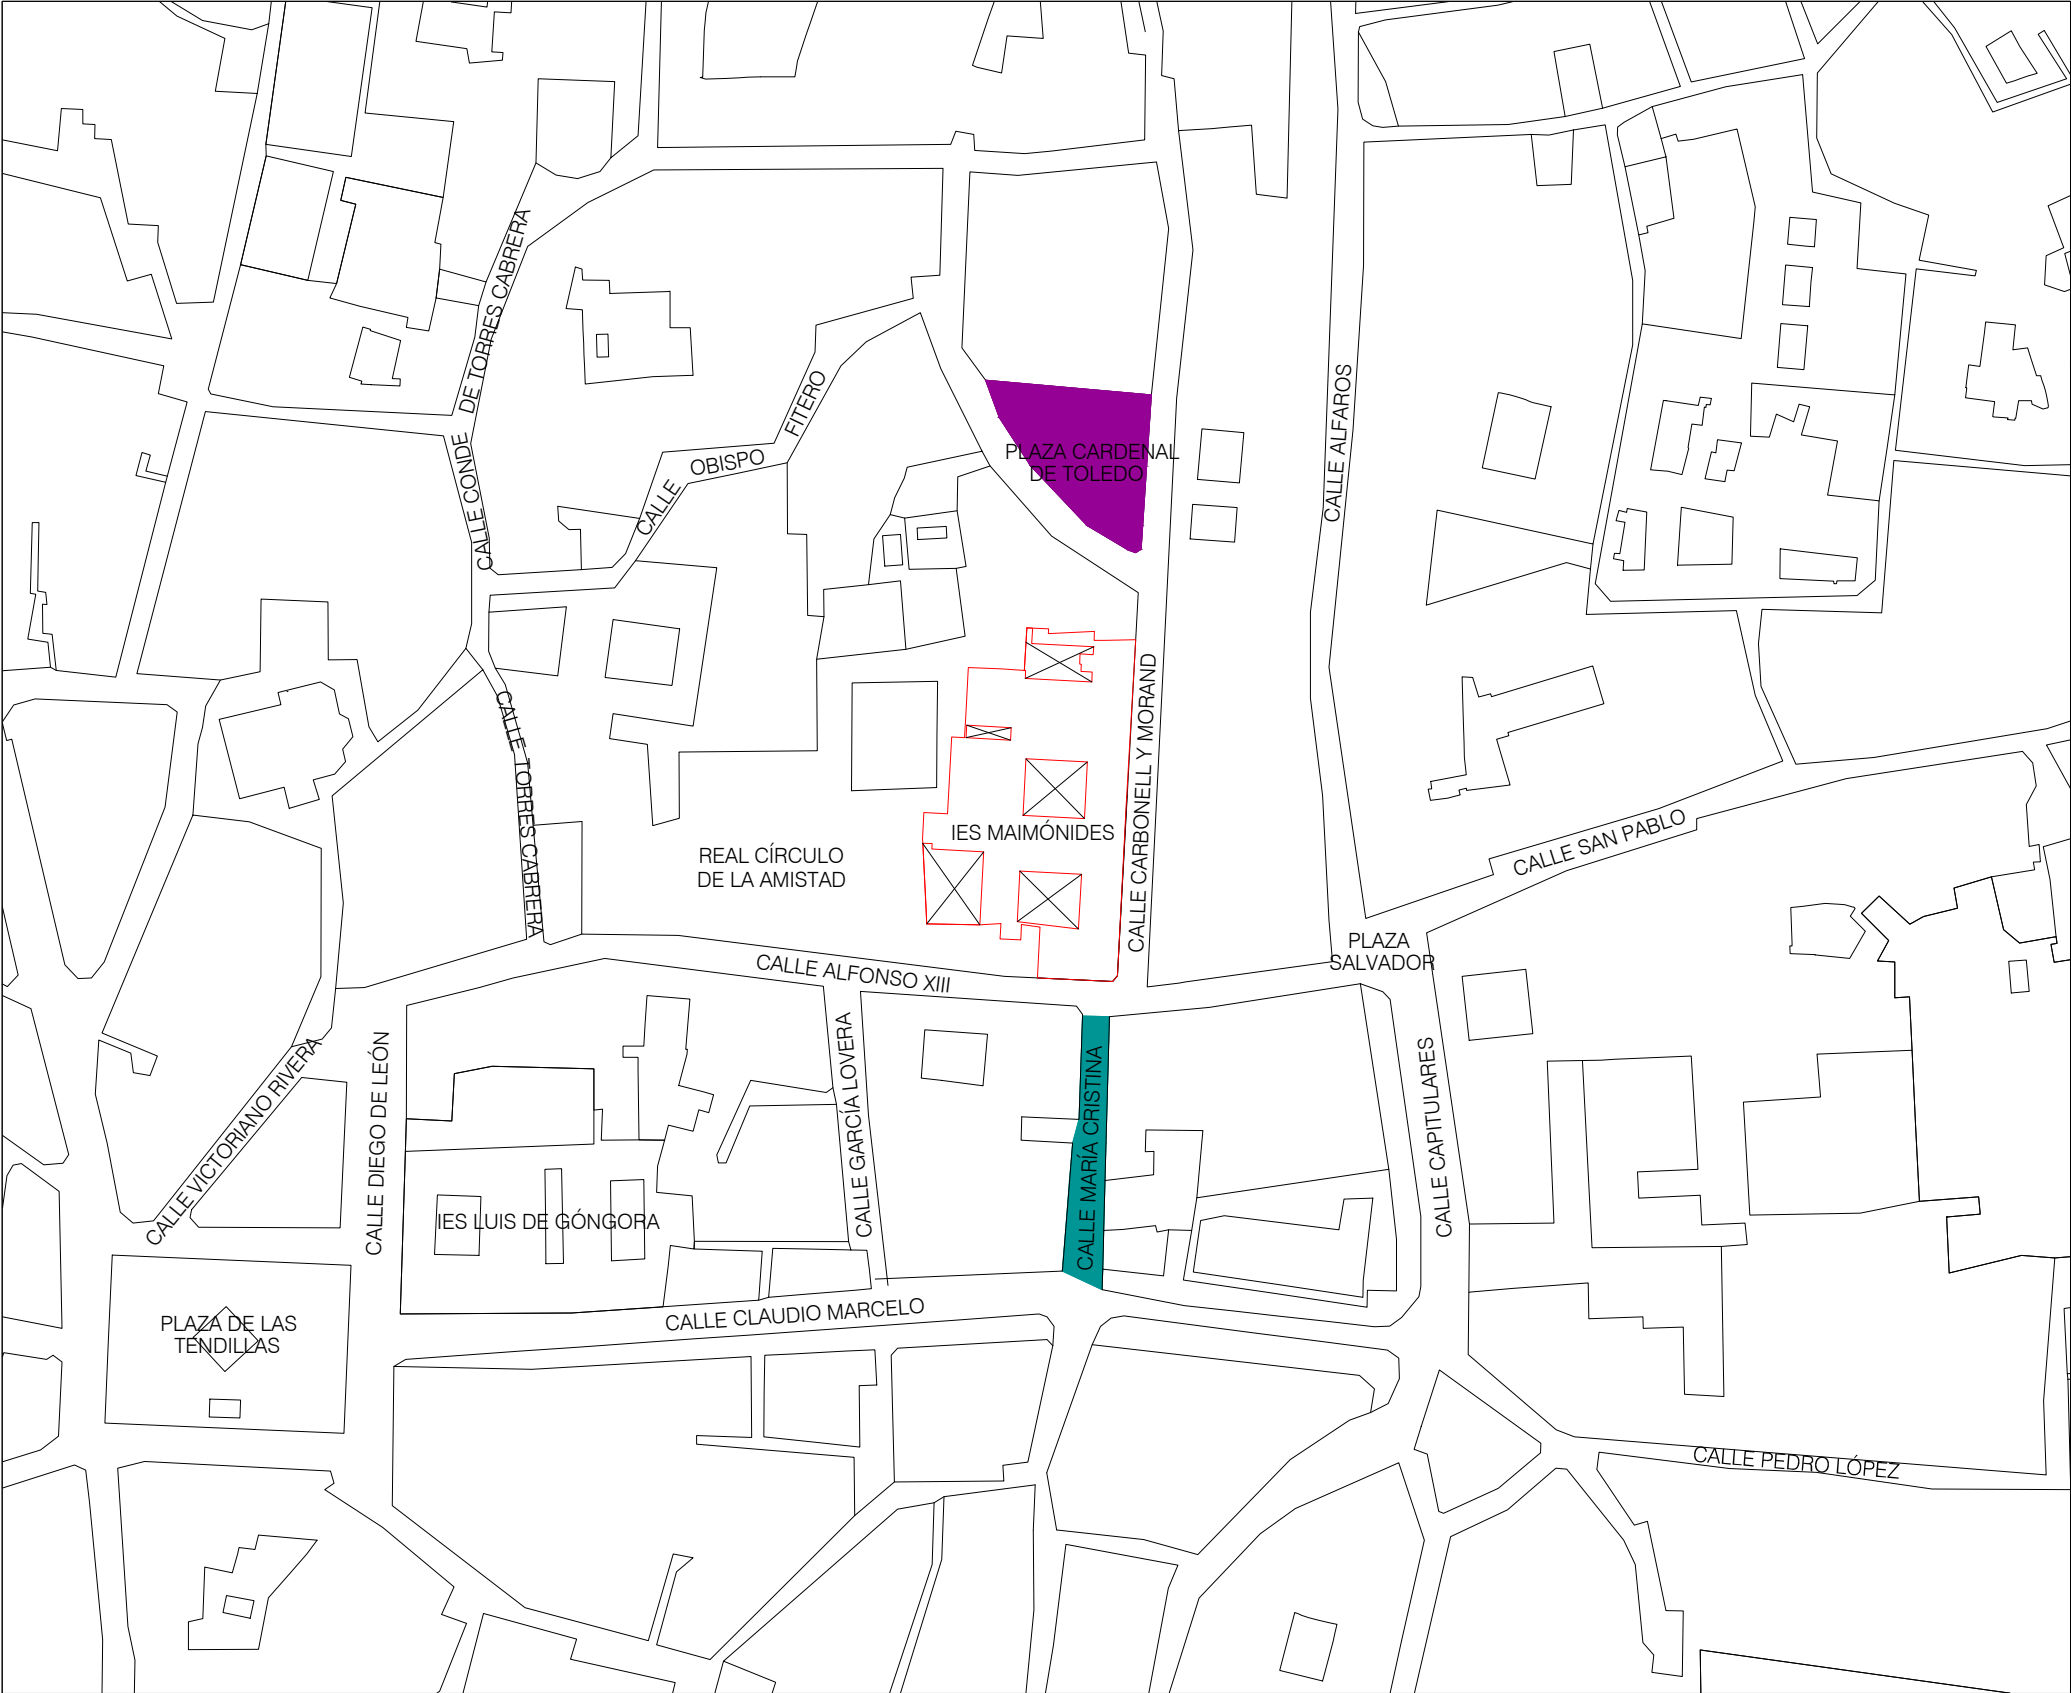 DE TORRES CABRERA
CALLE CONDE
FITERO
OBISPO
CALLE
PLAZA CARDENAL
DE TOLEDO
CALLE ALFAROS
CALLE TORRES CABRERA
CALLE CARBONELL Y MORAND
IES MAIMÓNIDES
REAL CÍRCULO
DE LA AMISTAD
CALLE SAN PABLO
PLAZA
SALVADOR
CALLE ALFONSO XIII
CALLE VICTORIANO RIVERA
CALLE DIEGO DE LEÓN
CALLE GARCÍA LOVERA
CALLE MARÍA CRISTINA
CALLE CAPITULARES
IES LUIS DE GÓNGORA
CALLE CLAUDIO MARCELO
PLAZA DE LAS
TENDILLAS
CALLE PEDRO LÓPEZ